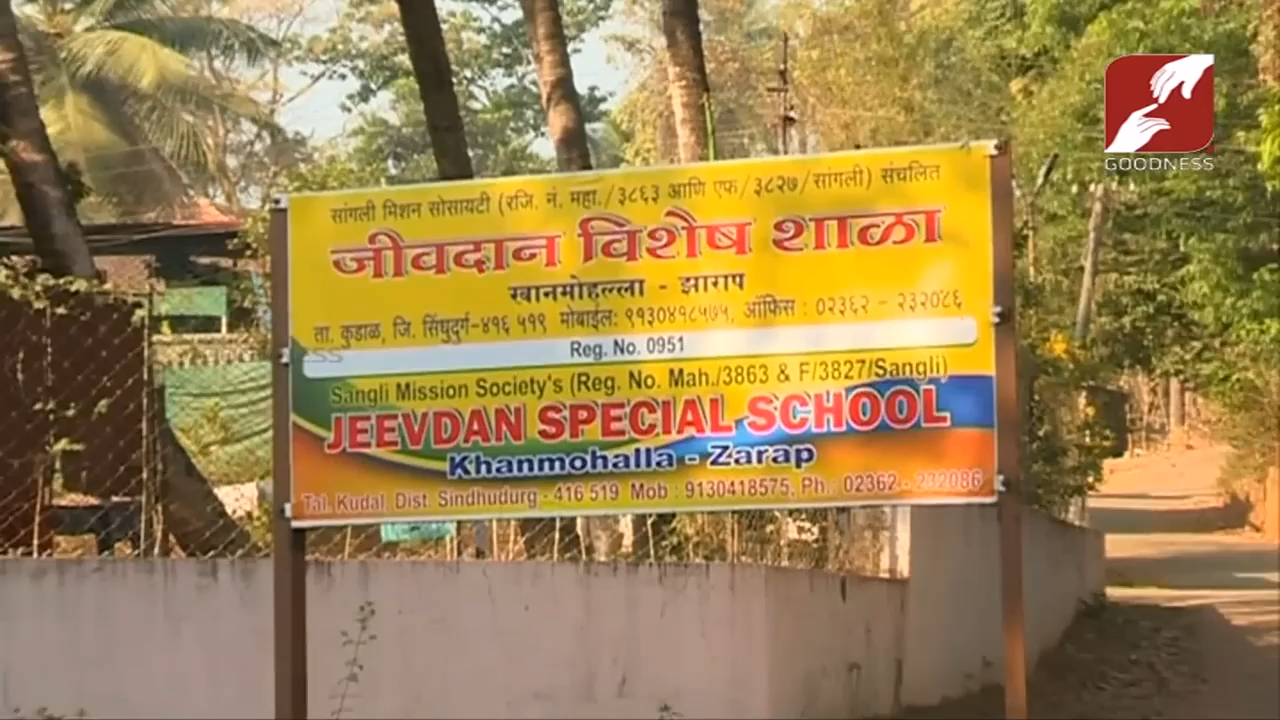 GOODNESS
सांगली मिशन सोसायटी (रजि. नं. महा./३८६३ आणि एफ/३८२७/सांगली) संचलित
जीवदान विशेष शाळा
खानमोहल्ला - झाराप
ता. कुडाळ, जि. सिंधुदुर्ग-४१६ ५१९ मोबाईल: ९१३०४१८५७५, ऑफिस : ०२३६२ - २३२०८६
Reg. No. 0951
Sangli Mission Society's (Reg. No. Mah./3863 & F/3827/Sangli)
JEEVDAN SPECIAL SCHOOL
Khanmohalla - Zarap
Tal. Kudal, Dist. Sindhudurg - 416 519 Mob : 9130418575, Ph.: 02362 - 232086